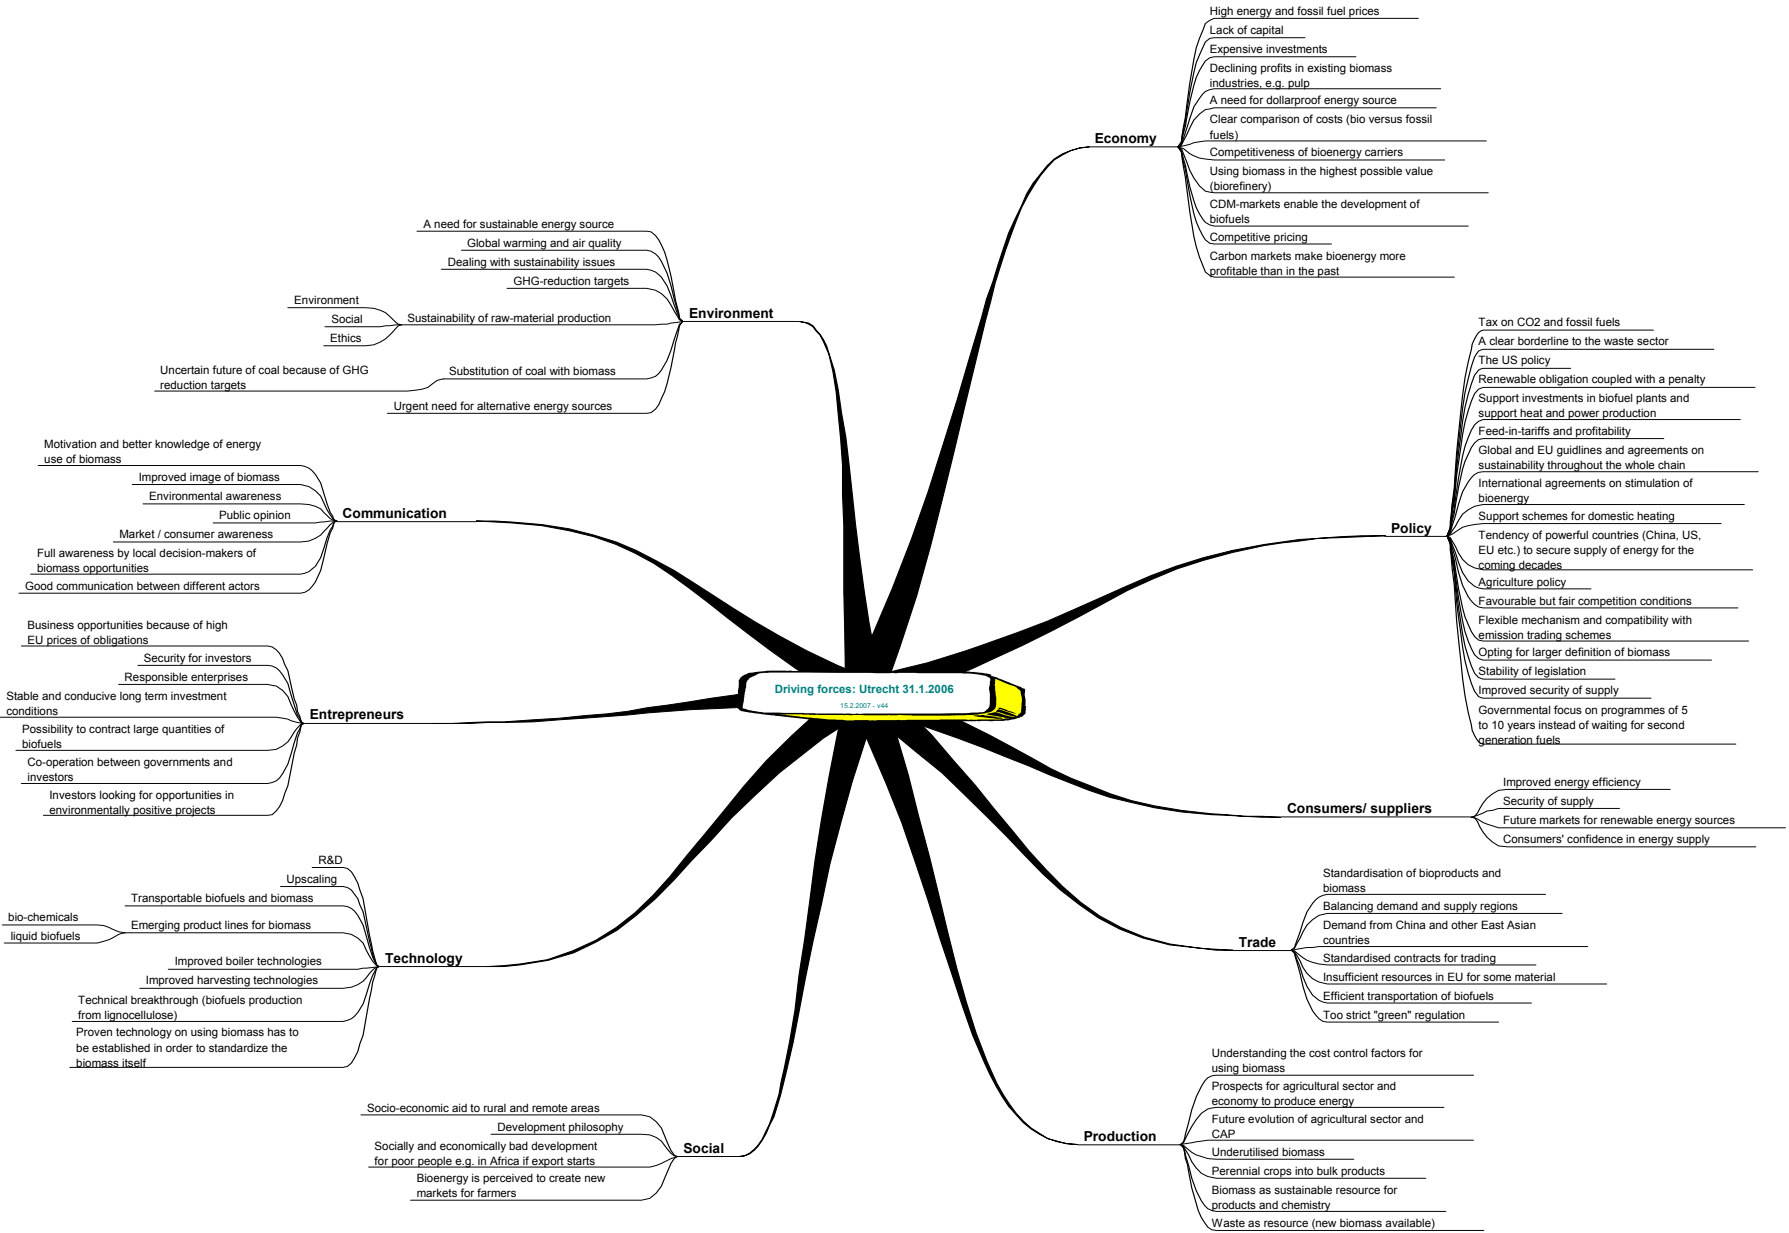 Driving forces: Utrecht 31.1.2006
15.2.2007 - v44
Economy
High energy and fossil fuel prices
Lack of capital
Expensive investments
Declining profits in existing biomass
industries, e.g. pulp
A need for dollarproof energy source
Clear comparison of costs (bio versus fossil
fuels)
Competitiveness of bioenergy carriers
Using biomass in the highest possible value
(biorefinery)
CDM-markets enable the development of
biofuels
Competitive pricing
Carbon markets make bioenergy more
profitable than in the past
Policy
Tax on CO2 and fossil fuels
A clear borderline to the waste sector
The US policy
Renewable obligation coupled with a penalty
Support investments in biofuel plants and
support heat and power production
Feed-in-tariffs and profitability
Global and EU guidlines and agreements on
sustainability throughout the whole chain
International agreements on stimulation of
bioenergy
Support schemes for domestic heating
Tendency of powerful countries (China, US,
EU etc.) to secure supply of energy for the
coming decades
Agriculture policy
Favourable but fair competition conditions
Flexible mechanism and compatibility with
emission trading schemes
Opting for larger definition of biomass
Stability of legislation
Improved security of supply
Governmental focus on programmes of 5
to 10 years instead of waiting for second
generation fuels
Consumers/ suppliers
Improved energy efficiency
Security of supply
Future markets for renewable energy sources
Consumers' confidence in energy supply
Trade
Standardisation of bioproducts and
biomass
Balancing demand and supply regions
Demand from China and other East Asian
countries
Standardised contracts for trading
Insufficient resources in EU for some material
Efficient transportation of biofuels
Too strict "green" regulation
Production
Understanding the cost control factors for
using biomass
Prospects for agricultural sector and
economy to produce energy
Future evolution of agricultural sector and
CAP
Underutilised biomass
Perennial crops into bulk products
Biomass as sustainable resource for
products and chemistry
Waste as resource (new biomass available)
Environment
A need for sustainable energy source
Global warming and air quality
Dealing with sustainability issues
GHG-reduction targets
Sustainability of raw-material production
Environment
Social
Ethics
Substitution of coal with biomass
Uncertain future of coal because of GHG
reduction targets
Urgent need for alternative energy sources
Communication
Motivation and better knowledge of energy
use of biomass
Improved image of biomass
Environmental awareness
Public opinion
Market / consumer awareness
Full awareness by local decision-makers of
biomass opportunities
Good communication between different actors
Entrepreneurs
Business opportunities because of high
EU prices of obligations
Security for investors
Responsible enterprises
Stable and conducive long term investment
conditions
Possibility to contract large quantities of
biofuels
Co-operation between governments and
investors
Investors looking for opportunities in
environmentally positive projects
Technology
R&D
Upscaling
Transportable biofuels and biomass
Emerging product lines for biomass
bio-chemicals
liquid biofuels
Improved boiler technologies
Improved harvesting technologies
Technical breakthrough (biofuels production
from lignocellulose)
Proven technology on using biomass has to
be established in order to standardize the
biomass itself
Social
Socio-economic aid to rural and remote areas
Development philosophy
Socially and economically bad development
for poor people e.g. in Africa if export starts
Bioenergy is perceived to create new
markets for farmers